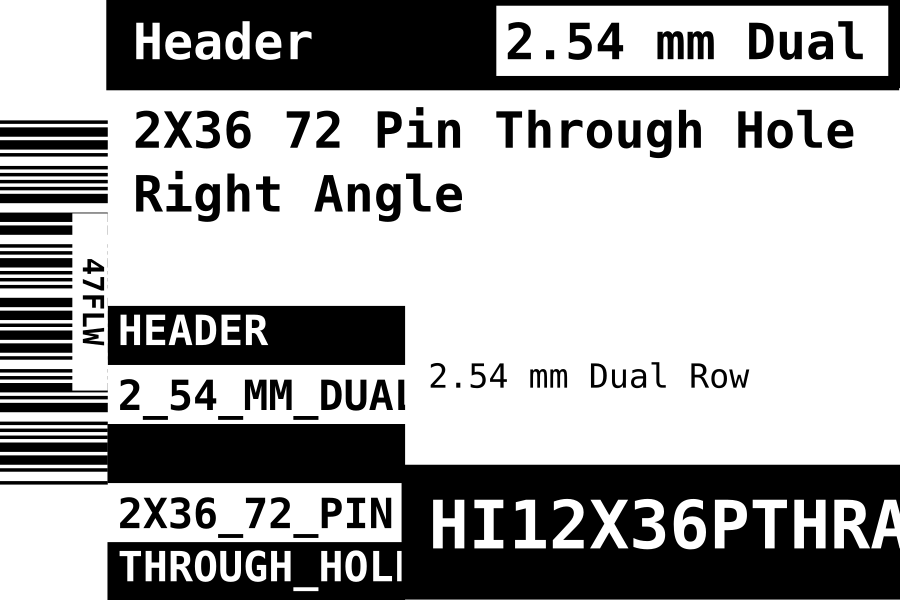 Header
2.54 mm Dual
2X36 72 Pin Through Hole
Right Angle
47FLW
HEADER
2_54_MM_DUAL
2.54 mm Dual Row
2X36_72_PIN
THROUGH_HOL
HI12X36PTHRA